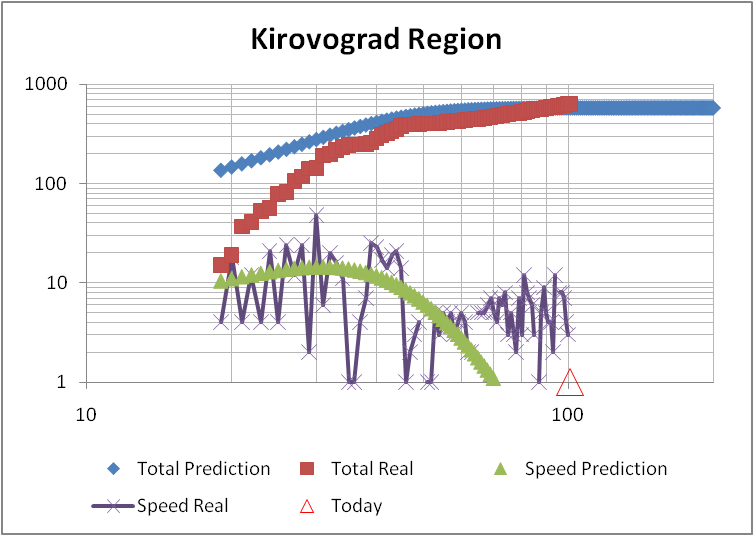 Kirovograd Region
1000
100
10
1
10 100
Total Prediction Total Real Speed Prediction
Speed Real Today